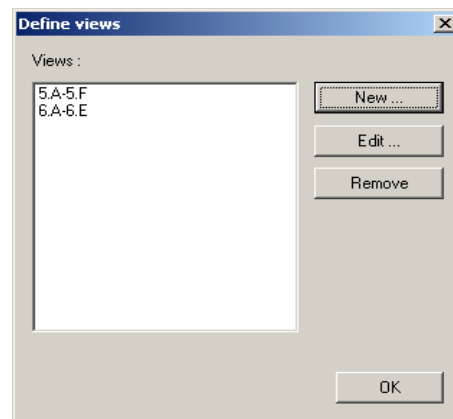 Define views
Views :
5.A-5.F
6.A-6.E
New ...
Edit ...
Remove
OK